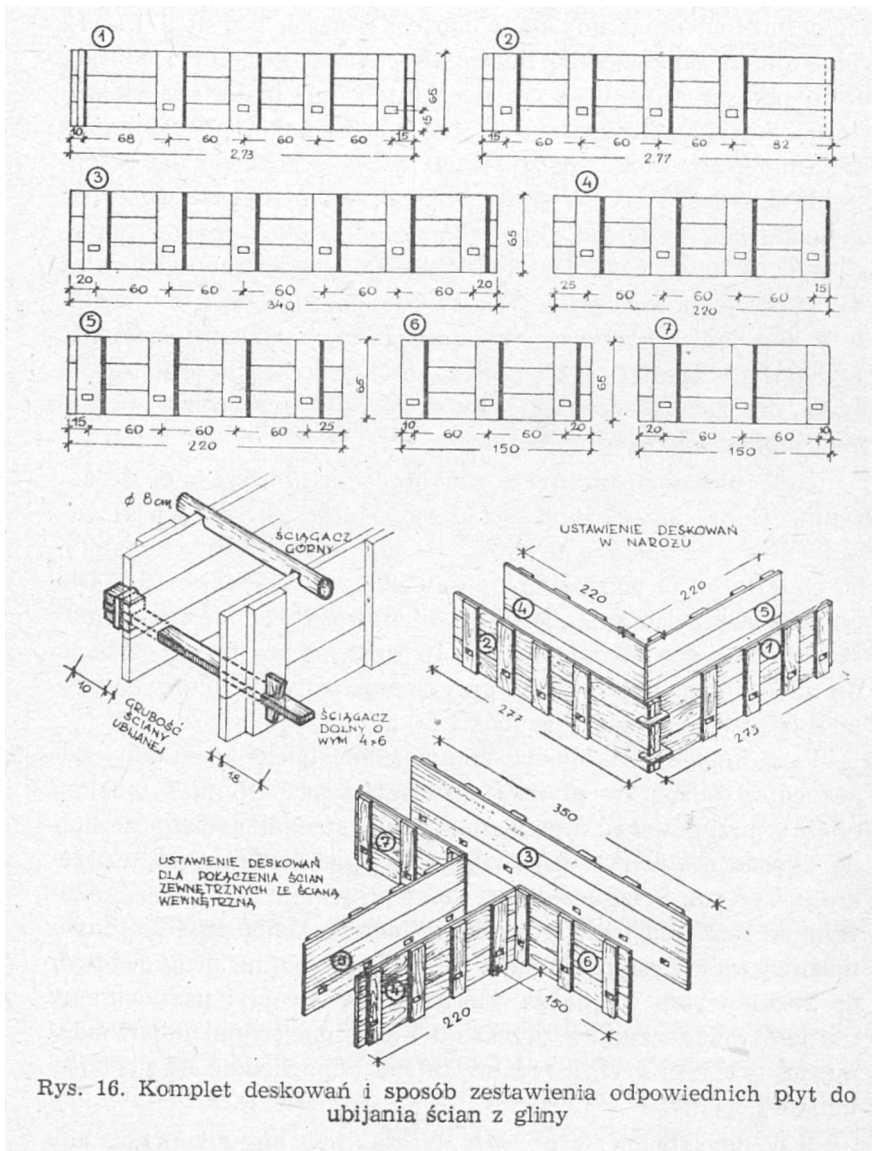 1
2
65
15
10 68 60 60 60 15
2,73
15 60 60 60 82
2.77
3
4
65
20 60 60 60 60 60 20
340
25 60 60 60 15
220
5
6
7
65
65
15 60 60 60 25
220
10 60 60 20
150
20 60 60 10
150
ø 8cm
ŚCIĄGACZ
GÓRNY
10
GRUBOŚĆ
ŚCIANY
UBIJANEJ
18
ŚCIĄGACZ
DOLNY O
WYM 4×6
USTAWIENIE DESKOWAŃ
W NAROŻU
220
220
4
5
2
1
277
273
350
7
3
USTAWIENIE DESKOWAŃ
DLA POŁĄCZENIA ŚCIAN
ZEWNĘTRZNYCH ZE ŚCIANĄ
WEWNĘTRZNĄ
6
4
150
220
Rys. 16. Komplet deskowań i sposób zestawienia odpowiednich płyt do
ubijania ścian z gliny